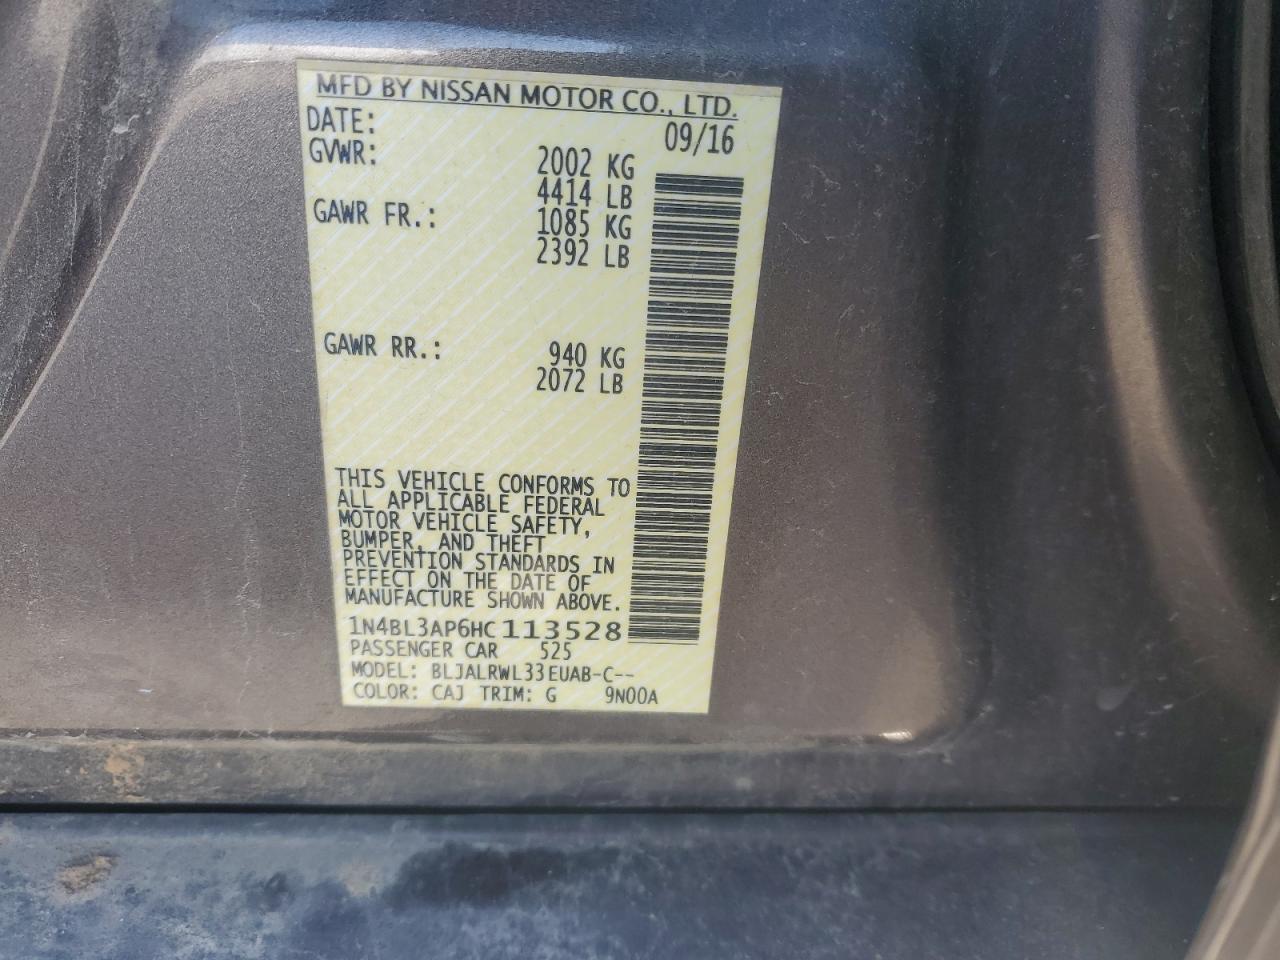 MFD BY NISSAN MOTOR CO., LTD.
DATE: 09/16
GVWR: 2002 KG
4414 LB
GAWR FR.: 1085 KG
2392 LB
GAWR RR.: 940 KG
2072 LB
THIS VEHICLE CONFORMS TO
ALL APPLICABLE FEDERAL
MOTOR VEHICLE SAFETY,
BUMPER, AND THEFT
PREVENTION STANDARDS IN
EFFECT ON THE DATE OF
MANUFACTURE SHOWN ABOVE.
1N4BL3AP6HC113528
PASSENGER CAR 525
MODEL: BLJALRWL33EUAB-C--
COLOR: CAJ TRIM: G 9N00A